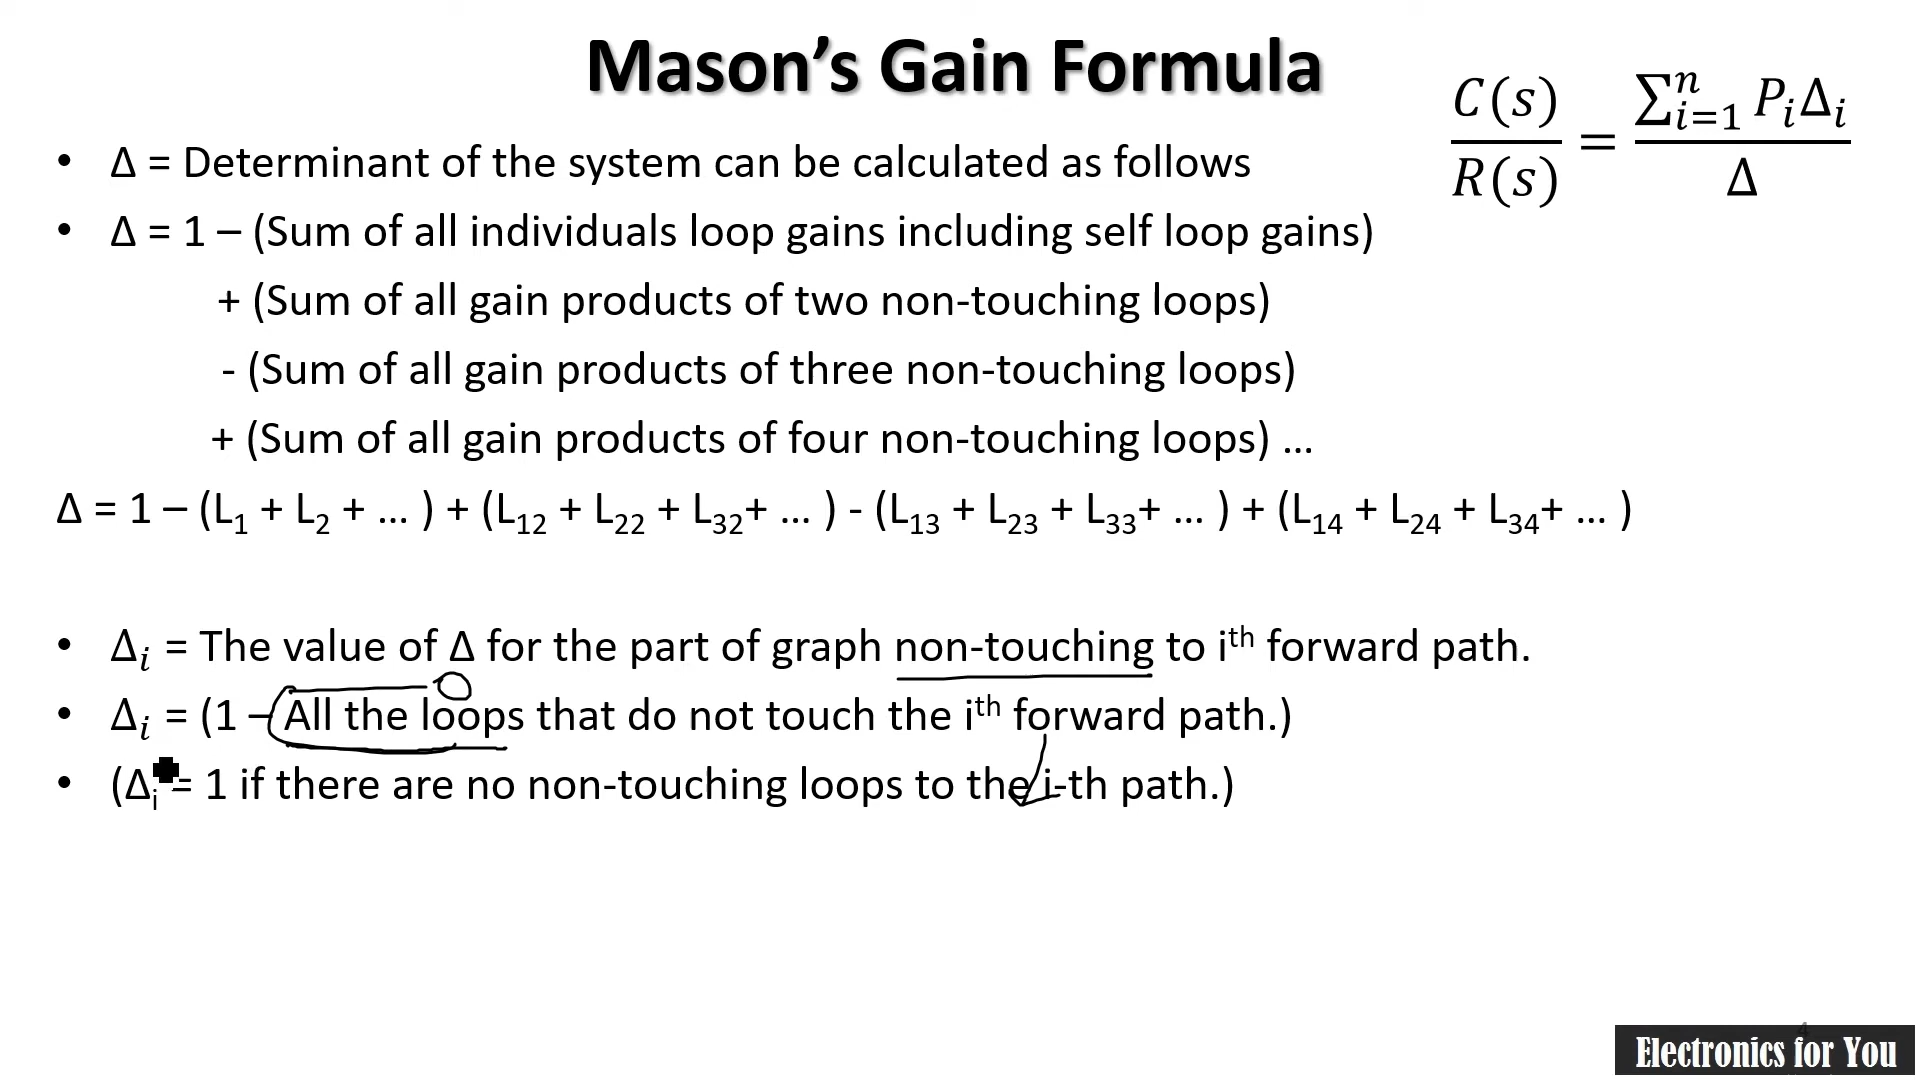 Mason's Gain Formula
C(s)/R(s) = ∑ⁿᵢ₌₁ PᵢΔᵢ / Δ
• Δ = Determinant of the system can be calculated as follows
• Δ = 1 – (Sum of all individuals loop gains including self loop gains)
+ (Sum of all gain products of two non-touching loops)
- (Sum of all gain products of three non-touching loops)
+ (Sum of all gain products of four non-touching loops) ...
Δ = 1 – (L₁ + L₂ + ... ) + (L₁₂ + L₂₂ + L₃₂+ ... ) - (L₁₃ + L₂₃ + L₃₃+ ... ) + (L₁₄ + L₂₄ + L₃₄+ ... )
• Δᵢ = The value of Δ for the part of graph non-touching to iᵗʰ forward path.
• Δᵢ = (1 – All the loops that do not touch the iᵗʰ forward path.)
• (Δᵢ = 1 if there are no non-touching loops to the i-th path.)
4
Electronics for You